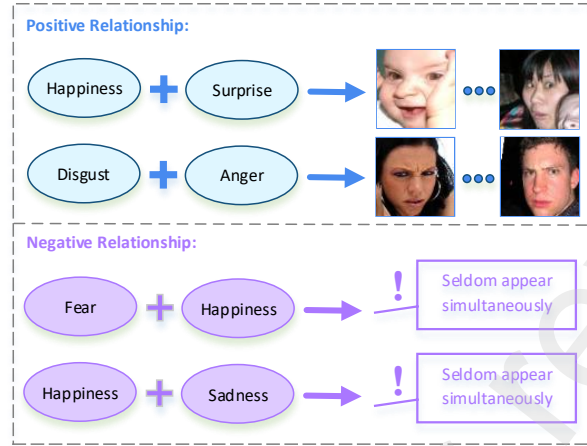 Positive Relationship:
Happiness + Surprise
Disgust + Anger
Negative Relationship:
Fear + Happiness
! Seldom appear
simultaneously
Happiness + Sadness
! Seldom appear
simultaneously